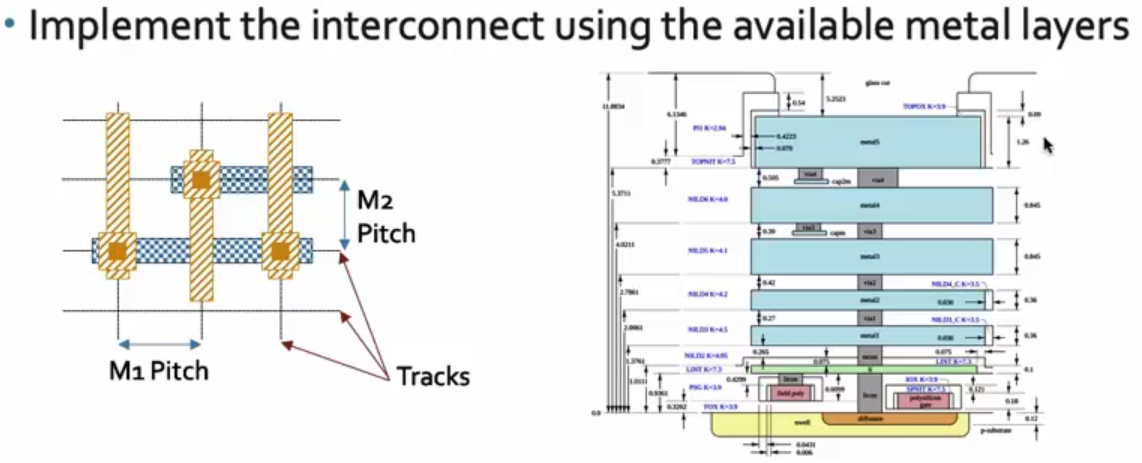 • Implement the interconnect using the available metal layers
M2
Pitch
M1 Pitch
Tracks
glass cut
11.8834
6.1346
0.54
5.2523
TOPOX K=3.9
0.09
PI1 K=2.94
0.4223
0.078
metal5
1.26
0.3777
TOPNIT K=7.5
5.3711
0.505
via4
capm
via4
NILD6 K=4.0
metal4
0.845
4.0211
0.39
via3
capm
via3
NILD5 K=4.1
metal3
0.845
2.7861
0.42
via2
NILD4_C K=3.5
NILD4 K=4.2
metal2
0.030
0.36
2.0061
0.27
via1
NILD3_C K=3.5
NILD3 K=4.5
metal1
0.030
0.36
1.3761
NILD2 K=4.05
0.265
0.075
mcon
0.075
LINT K=7.3
LINT K=7.3
li
0.1
1.0111
0.9361
0.4299
licon
0.6099
PSG K=3.9
field poly
licon
IOX K=3.9
SPNIT K=7.5
0.121
polysilicon
gate
0.18
0.3262
0.0
FOX K=3.9
0.12
nwell
diffusion
p-substrate
0.0431
0.006